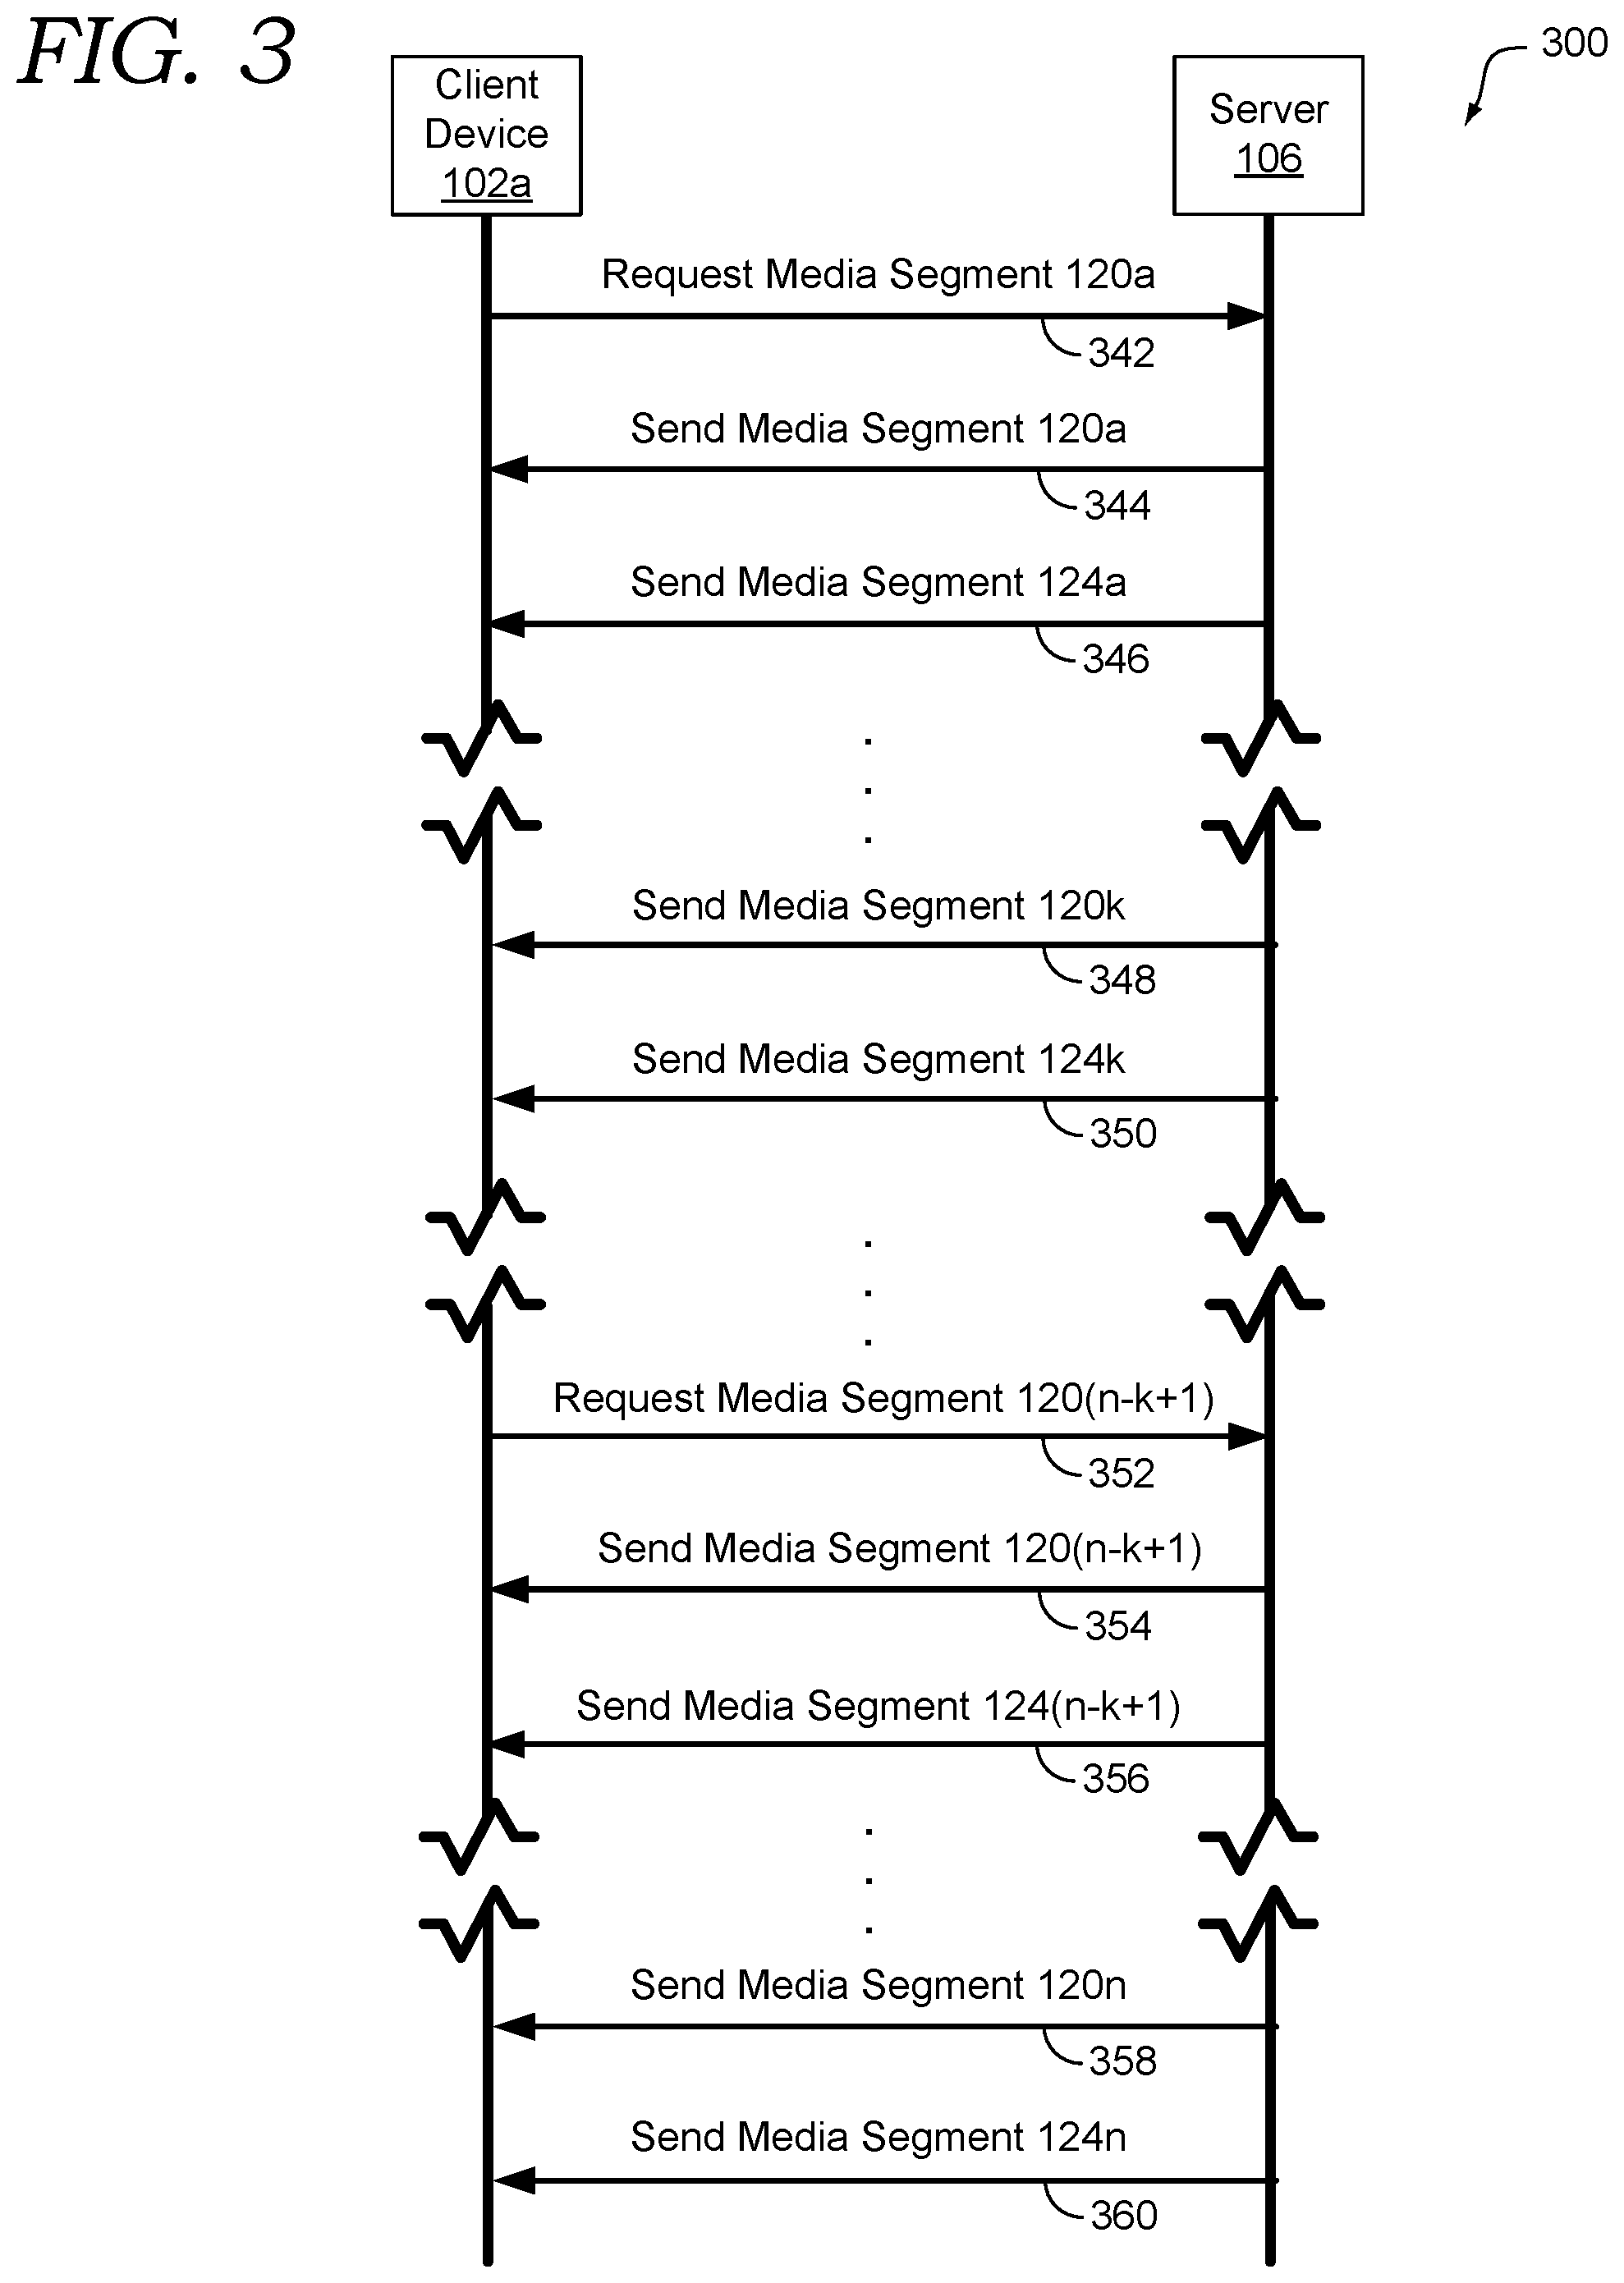 FIG. 3
300
Client
Device
102a
Server
106
Request Media Segment 120a
342
Send Media Segment 120a
344
Send Media Segment 124a
346
.
.
.
Send Media Segment 120k
348
Send Media Segment 124k
350
.
.
.
Request Media Segment 120(n-k+1)
352
Send Media Segment 120(n-k+1)
354
Send Media Segment 124(n-k+1)
356
.
.
.
Send Media Segment 120n
358
Send Media Segment 124n
360